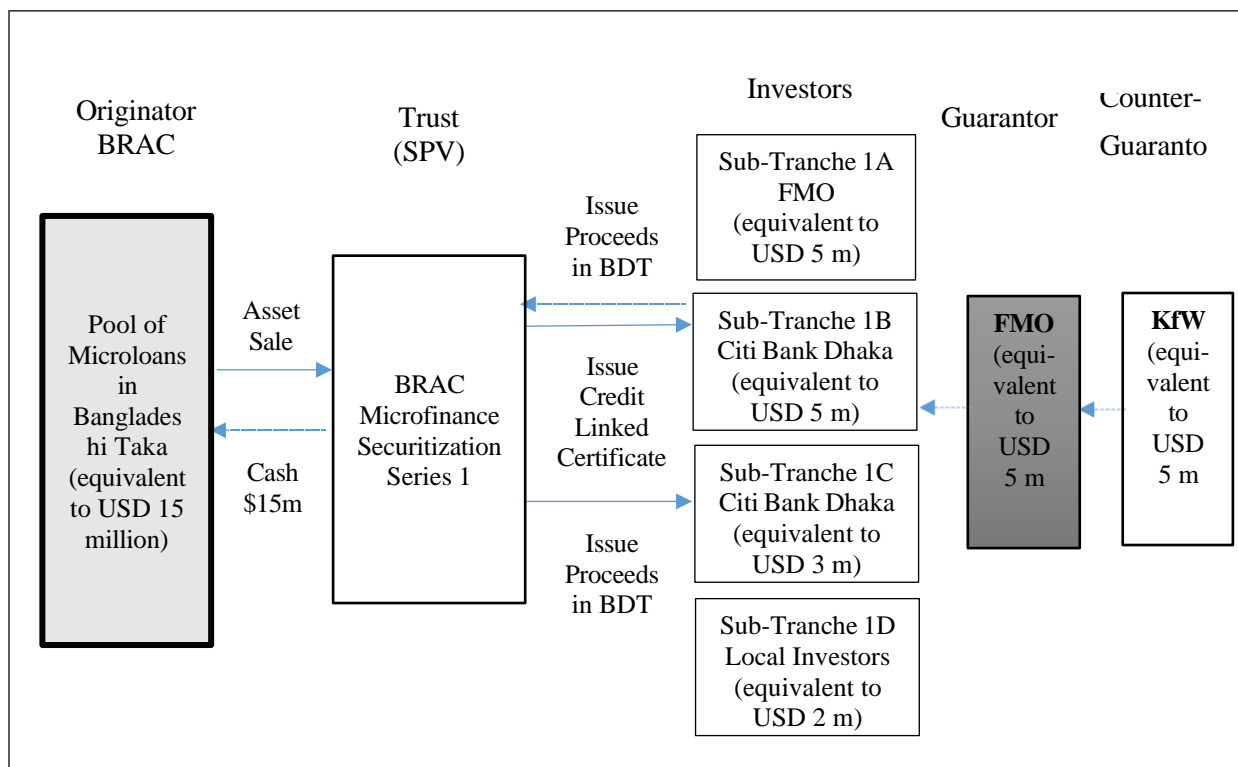 Originator
BRAC
Trust
(SPV)
Investors
Guarantor
Counter-
Guaranto
Pool of
Microloans
in
Banglades
hi Taka
(equivalent
to USD 15
million)
Asset
Sale
Cash
$15m
BRAC
Microfinance
Securitization
Series 1
Issue
Proceeds
in BDT
Issue
Credit
Linked
Certificate
Issue
Proceeds
in BDT
Sub-Tranche 1A
FMO
(equivalent to
USD 5 m)
Sub-Tranche 1B
Citi Bank Dhaka
(equivalent to
USD 5 m)
Sub-Tranche 1C
Citi Bank Dhaka
(equivalent to
USD 3 m)
Sub-Tranche 1D
Local Investors
(equivalent to
USD 2 m)
FMO
(equi-
valent
to
USD
5 m
KfW
(equi-
valent
to
USD
5 m